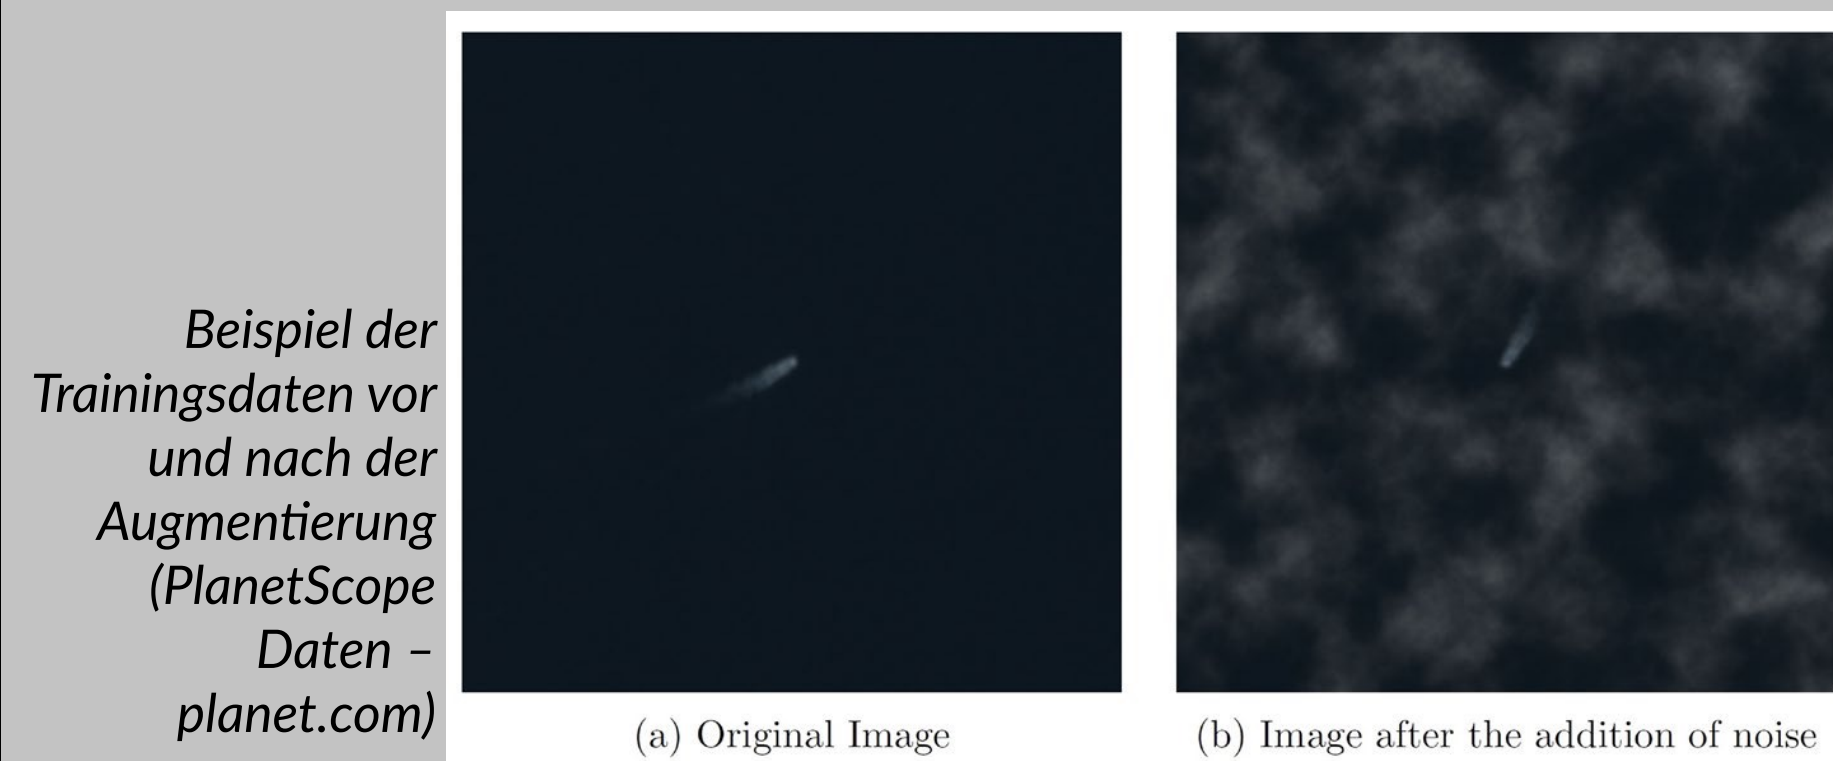 Beispiel der
Trainingsdaten vor
und nach der
Augmentierung
(PlanetScope
Daten –
planet.com)
(a) Original Image
(b) Image after the addition of noise